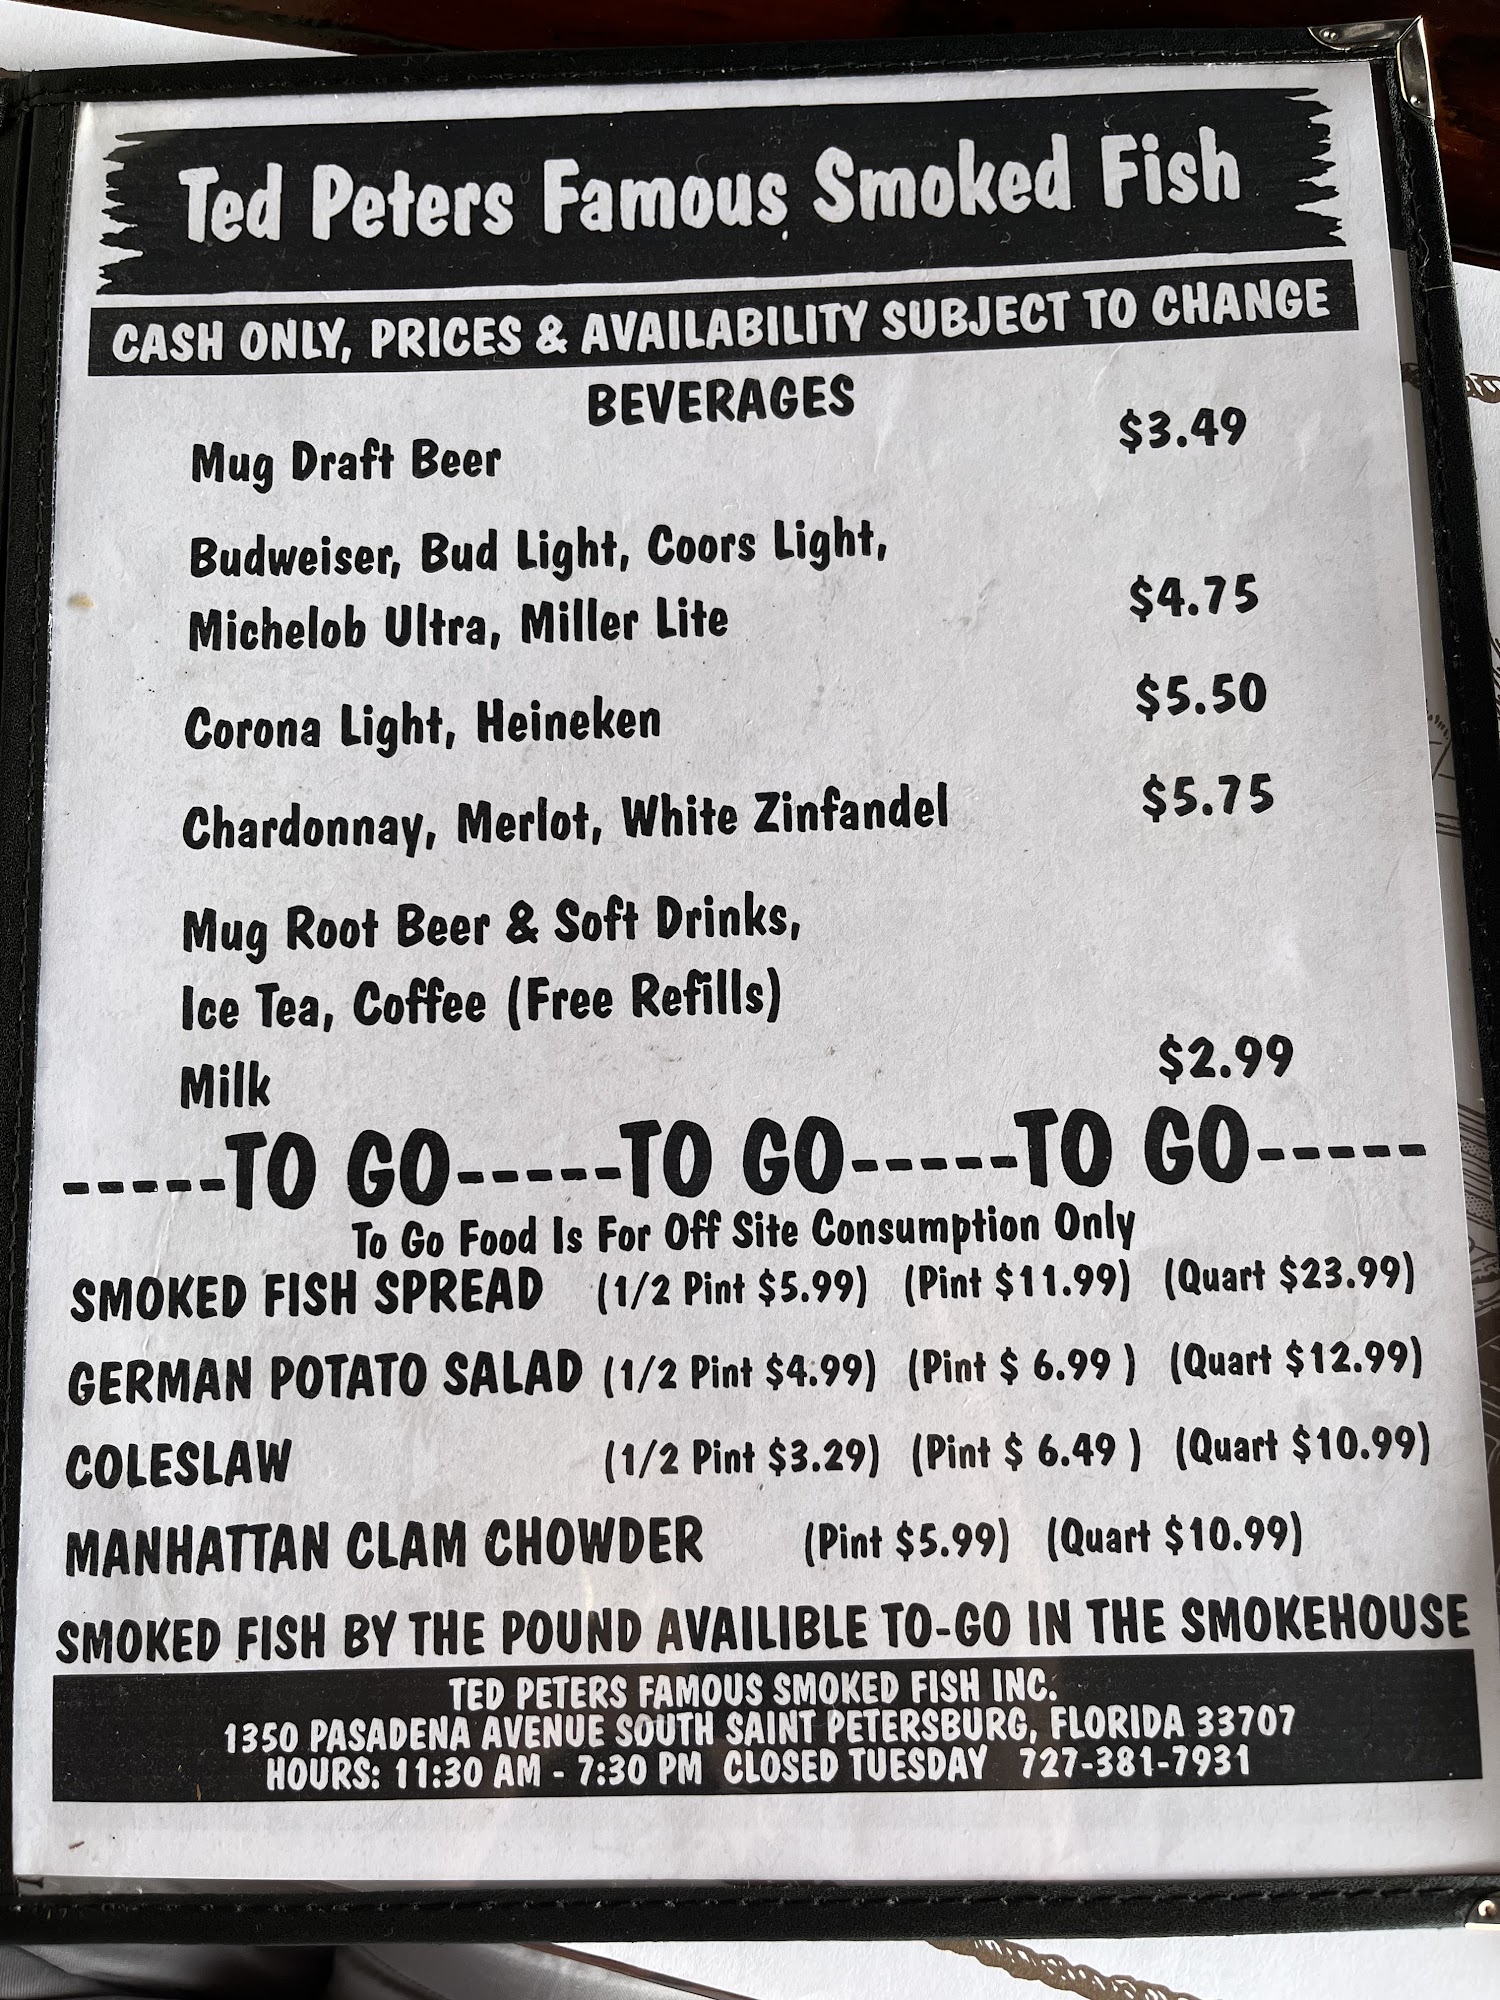 Ted Peters Famous Smoked Fish
CASH ONLY, PRICES & AVAILABILITY SUBJECT TO CHANGE
BEVERAGES
Mug Draft Beer $3.49
Budweiser, Bud Light, Coors Light,
Michelob Ultra, Miller Lite $4.75
Corona Light, Heineken $5.50
Chardonnay, Merlot, White Zinfandel $5.75
Mug Root Beer & Soft Drinks,
Ice Tea, Coffee (Free Refills)
Milk $2.99
-----TO GO-----TO GO-----TO GO-----
To Go Food Is For Off Site Consumption Only
SMOKED FISH SPREAD (1/2 Pint $5.99) (Pint $11.99) (Quart $23.99)
GERMAN POTATO SALAD (1/2 Pint $4.99) (Pint $ 6.99 ) (Quart $12.99)
COLESLAW (1/2 Pint $3.29) (Pint $ 6.49 ) (Quart $10.99)
MANHATTAN CLAM CHOWDER (Pint $5.99) (Quart $10.99)
SMOKED FISH BY THE POUND AVAILIBLE TO-GO IN THE SMOKEHOUSE
TED PETERS FAMOUS SMOKED FISH INC.
1350 PASADENA AVENUE SOUTH SAINT PETERSBURG, FLORIDA 33707
HOURS: 11:30 AM - 7:30 PM CLOSED TUESDAY 727-381-7931